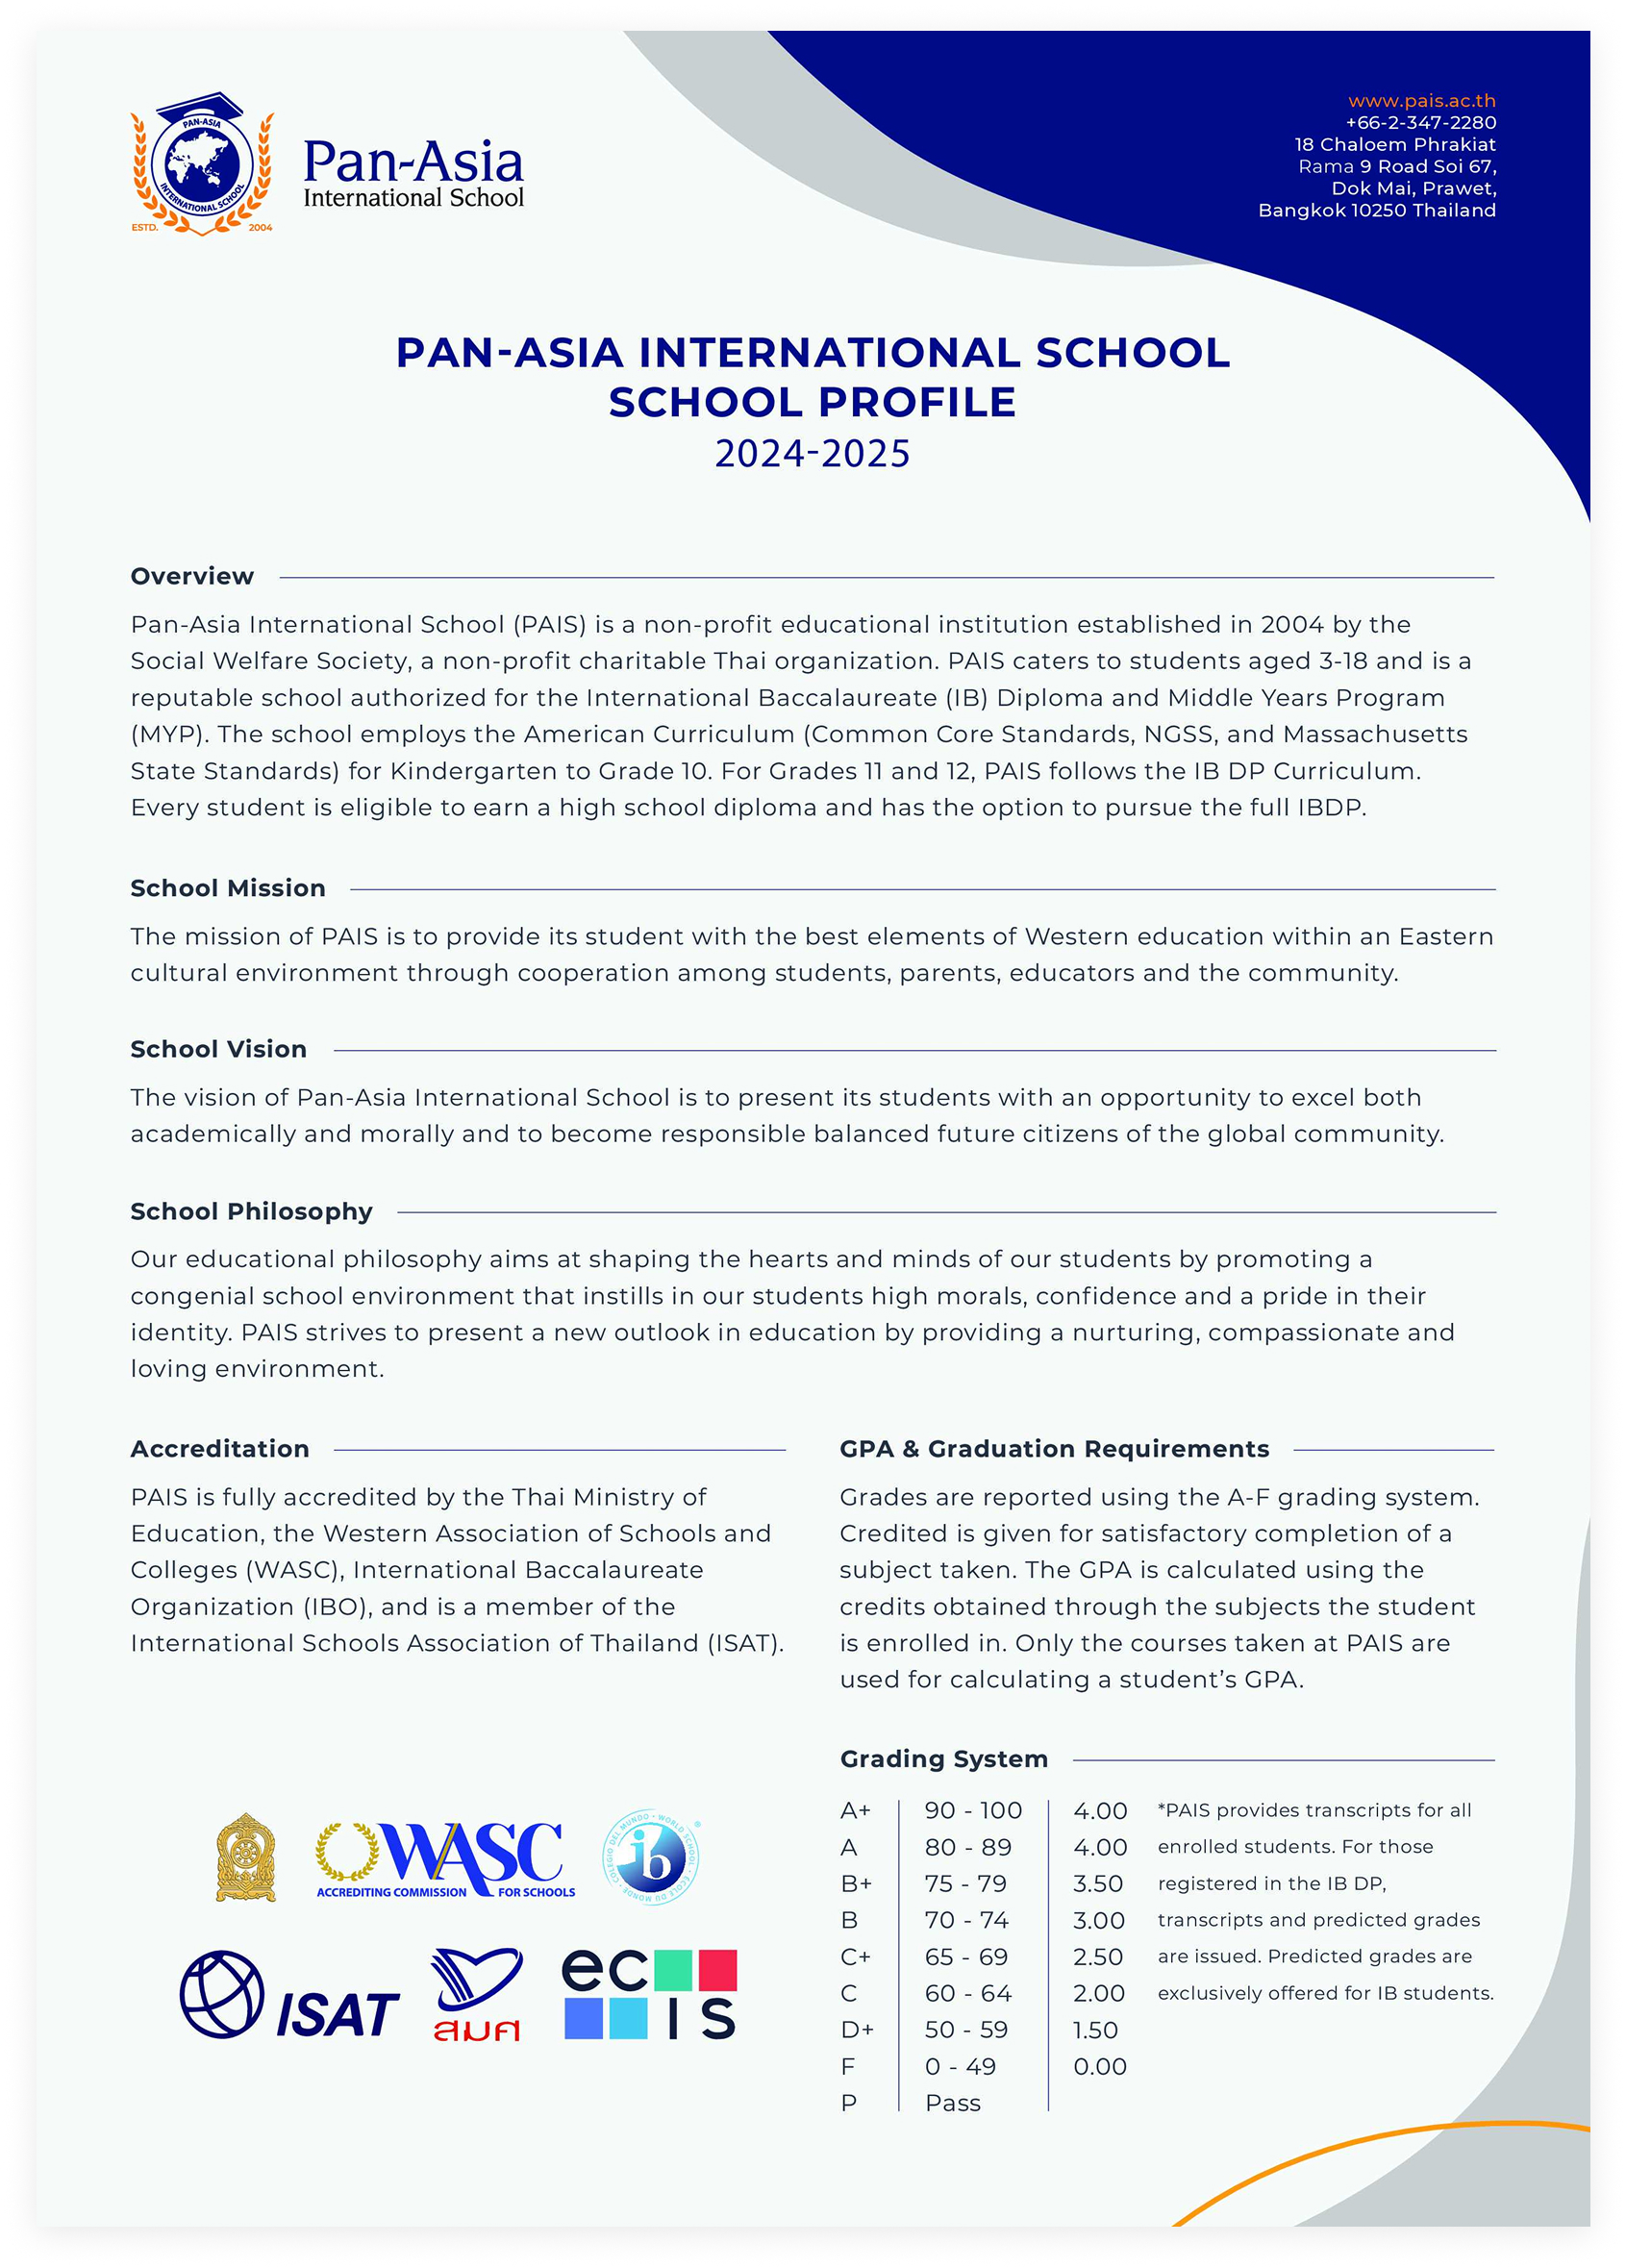 PAN-ASIA
INTERNATIONAL SCHOOL
ESTD.
2004
Pan-Asia
International School
www.pais.ac.th
+66-2-347-2280
18 Chaloem Phrakiat
Rama 9 Road Soi 67,
Dok Mai, Prawet,
Bangkok 10250 Thailand
PAN-ASIA INTERNATIONAL SCHOOL
SCHOOL PROFILE
2024-2025
Overview
Pan-Asia International School (PAIS) is a non-profit educational institution established in 2004 by the
Social Welfare Society, a non-profit charitable Thai organization. PAIS caters to students aged 3-18 and is a
reputable school authorized for the International Baccalaureate (IB) Diploma and Middle Years Program
(MYP). The school employs the American Curriculum (Common Core Standards, NGSS, and Massachusetts
State Standards) for Kindergarten to Grade 10. For Grades 11 and 12, PAIS follows the IB DP Curriculum.
Every student is eligible to earn a high school diploma and has the option to pursue the full IBDP.
School Mission
The mission of PAIS is to provide its student with the best elements of Western education within an Eastern
cultural environment through cooperation among students, parents, educators and the community.
School Vision
The vision of Pan-Asia International School is to present its students with an opportunity to excel both
academically and morally and to become responsible balanced future citizens of the global community.
School Philosophy
Our educational philosophy aims at shaping the hearts and minds of our students by promoting a
congenial school environment that instills in our students high morals, confidence and a pride in their
identity. PAIS strives to present a new outlook in education by providing a nurturing, compassionate and
loving environment.
Accreditation
PAIS is fully accredited by the Thai Ministry of
Education, the Western Association of Schools and
Colleges (WASC), International Baccalaureate
Organization (IBO), and is a member of the
International Schools Association of Thailand (ISAT).
WASC
ACCREDITING COMMISSION FOR SCHOOLS
ib
WORLD SCHOOL • ECOLE DU MONDE • COLEGIO DEL MUNDO •
®
ISAT
สมศ
ecis
GPA & Graduation Requirements
Grades are reported using the A-F grading system.
Credited is given for satisfactory completion of a
subject taken. The GPA is calculated using the
credits obtained through the subjects the student
is enrolled in. Only the courses taken at PAIS are
used for calculating a student’s GPA.
Grading System
A+ 90 - 100 4.00
A 80 - 89 4.00
B+ 75 - 79 3.50
B 70 - 74 3.00
C+ 65 - 69 2.50
C 60 - 64 2.00
D+ 50 - 59 1.50
F 0 - 49 0.00
P Pass
*PAIS provides transcripts for all
enrolled students. For those
registered in the IB DP,
transcripts and predicted grades
are issued. Predicted grades are
exclusively offered for IB students.